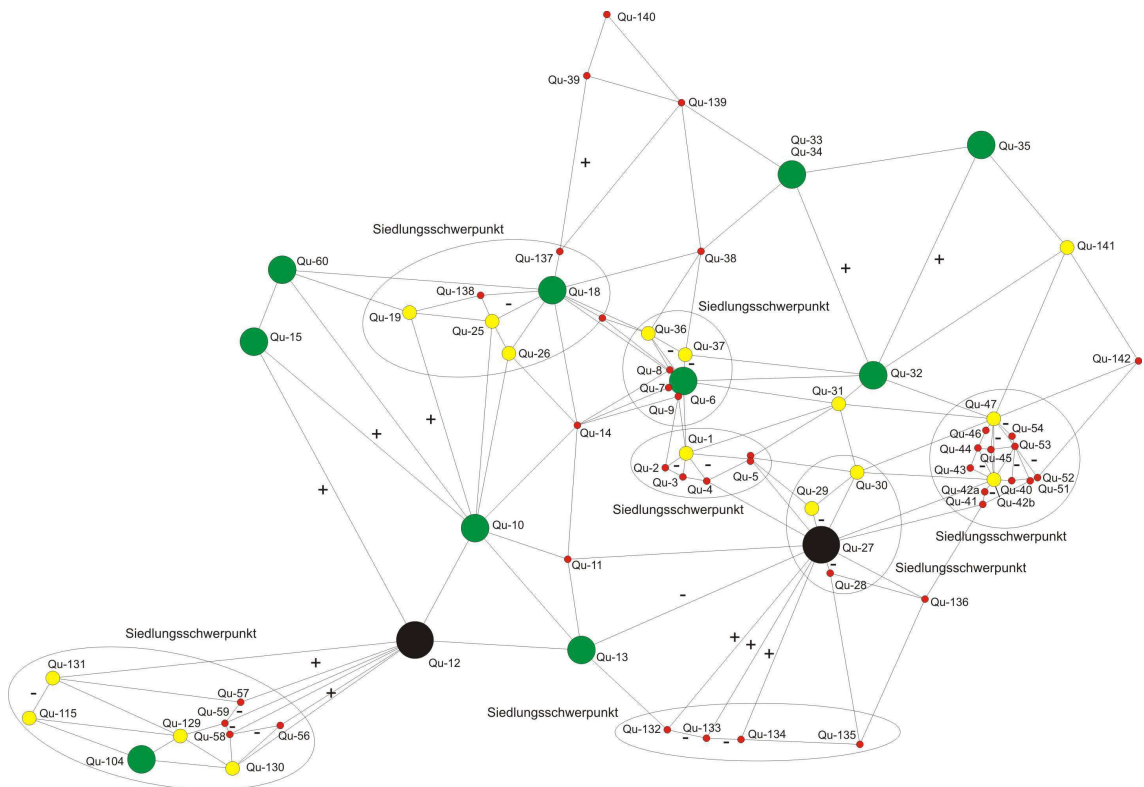 Qu-140
Qu-39
Qu-139
Qu-33
Qu-34
Qu-35
+
Siedlungsschwerpunkt
Qu-60
Qu-137
Qu-38
+
+
Qu-141
Qu-138
-
Qu-18
Qu-19
Qu-25
Siedlungsschwerpunkt
Qu-15
Qu-36
Qu-37
Qu-26
-
-
Qu-8
Qu-7
Qu-6
Qu-9
Qu-32
Qu-142
Qu-31
+
+
Qu-14
Qu-47
-
Qu-46
-
Qu-54
Qu-53
Qu-44
Qu-45
Qu-1
Qu-2
-
-
Qu-3
Qu-4
Qu-5
Qu-43
-
-
-
Qu-52
Qu-51
Qu-42a
-
Qu-40
Qu-41
Qu-42b
+
Qu-29
Qu-30
Siedlungsschwerpunkt
-
Siedlungsschwerpunkt
Qu-10
Qu-27
Qu-11
-
Qu-28
Siedlungsschwerpunkt
Qu-136
-
Siedlungsschwerpunkt
Qu-12
Qu-13
+
+
+
Qu-131
+
-
Qu-57
+
Qu-115
Qu-59
-
Qu-129
-
Qu-58
-
Qu-56
Qu-104
Qu-130
Siedlungsschwerpunkt
Qu-132
Qu-133
-
-
Qu-134
Qu-135